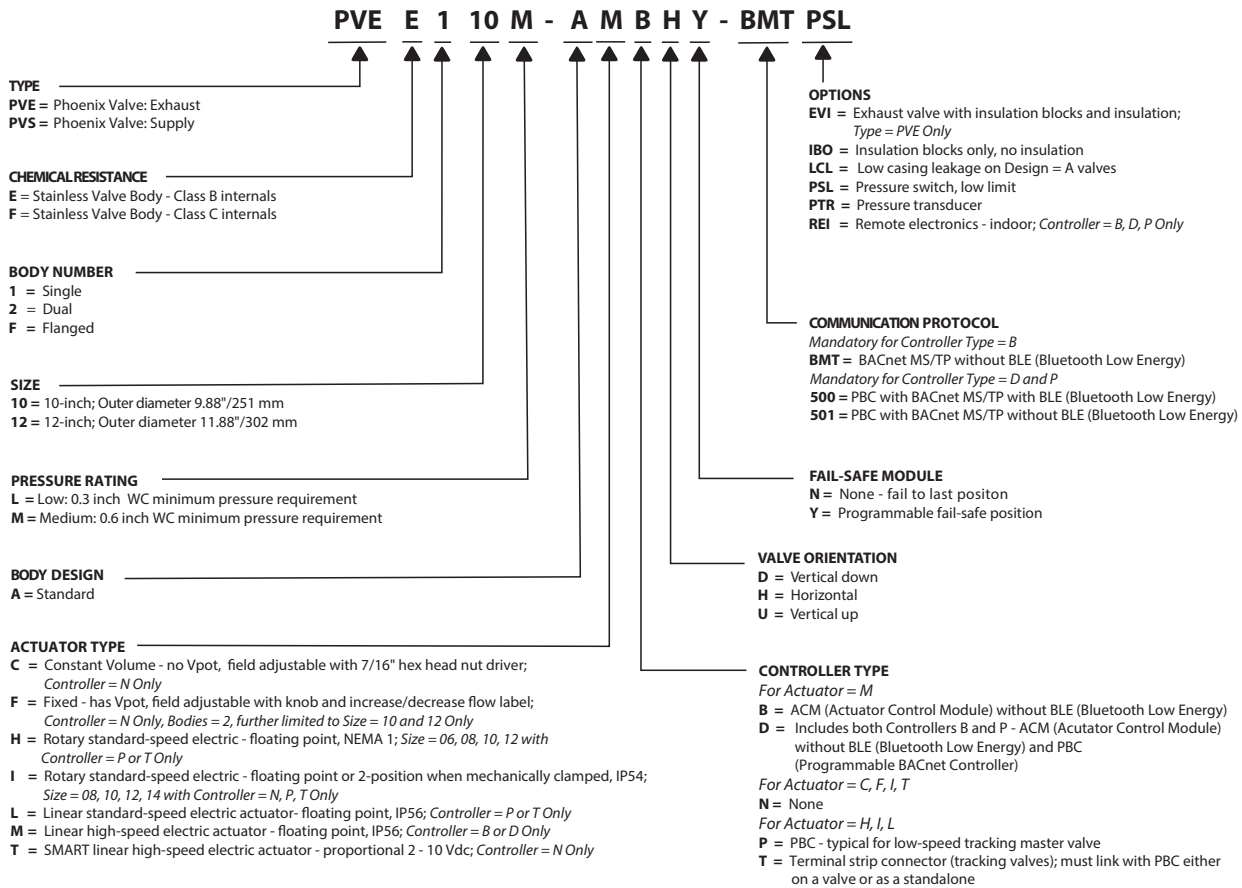 PVE E 1 10 M - A M B H Y - BMT PSL
TYPE
PVE = Phoenix Valve: Exhaust
PVS = Phoenix Valve: Supply
CHEMICAL RESISTANCE
E = Stainless Valve Body - Class B internals
F = Stainless Valve Body - Class C internals
BODY NUMBER
1 = Single
2 = Dual
F = Flanged
SIZE
10 = 10-inch; Outer diameter 9.88"/251 mm
12 = 12-inch; Outer diameter 11.88"/302 mm
PRESSURE RATING
L = Low: 0.3 inch WC minimum pressure requirement
M = Medium: 0.6 inch WC minimum pressure requirement
BODY DESIGN
A = Standard
ACTUATOR TYPE
C = Constant Volume - no Vpot, field adjustable with 7/16" hex head nut driver;
Controller = N Only
F = Fixed - has Vpot, field adjustable with knob and increase/decrease flow label;
Controller = N Only, Bodies = 2, further limited to Size = 10 and 12 Only
H = Rotary standard-speed electric - floating point, NEMA 1; Size = 06, 08, 10, 12 with
Controller = P or T Only
I = Rotary standard-speed electric - floating point or 2-position when mechanically clamped, IP54;
Size = 08, 10, 12, 14 with Controller = N, P, T Only
L = Linear standard-speed electric actuator- floating point, IP56; Controller = P or T Only
M = Linear high-speed electric actuator - floating point, IP56; Controller = B or D Only
T = SMART linear high-speed electric actuator - proportional 2 - 10 Vdc; Controller = N Only
OPTIONS
EVI = Exhaust valve with insulation blocks and insulation;
Type = PVE Only
IBO = Insulation blocks only, no insulation
LCL = Low casing leakage on Design = A valves
PSL = Pressure switch, low limit
PTR = Pressure transducer
REI = Remote electronics - indoor; Controller = B, D, P Only
COMMUNICATION PROTOCOL
Mandatory for Controller Type = B
BMT = BACnet MS/TP without BLE (Bluetooth Low Energy)
Mandatory for Controller Type = D and P
500 = PBC with BACnet MS/TP with BLE (Bluetooth Low Energy)
501 = PBC with BACnet MS/TP without BLE (Bluetooth Low Energy)
FAIL-SAFE MODULE
N = None - fail to last positon
Y = Programmable fail-safe position
VALVE ORIENTATION
D = Vertical down
H = Horizontal
U = Vertical up
CONTROLLER TYPE
For Actuator = M
B = ACM (Actuator Control Module) without BLE (Bluetooth Low Energy)
D = Includes both Controllers B and P - ACM (Acutator Control Module)
without BLE (Bluetooth Low Energy) and PBC
(Programmable BACnet Controller)
For Actuator = C, F, I, T
N = None
For Actuator = H, I, L
P = PBC - typical for low-speed tracking master valve
T = Terminal strip connector (tracking valves); must link with PBC either
on a valve or as a standalone